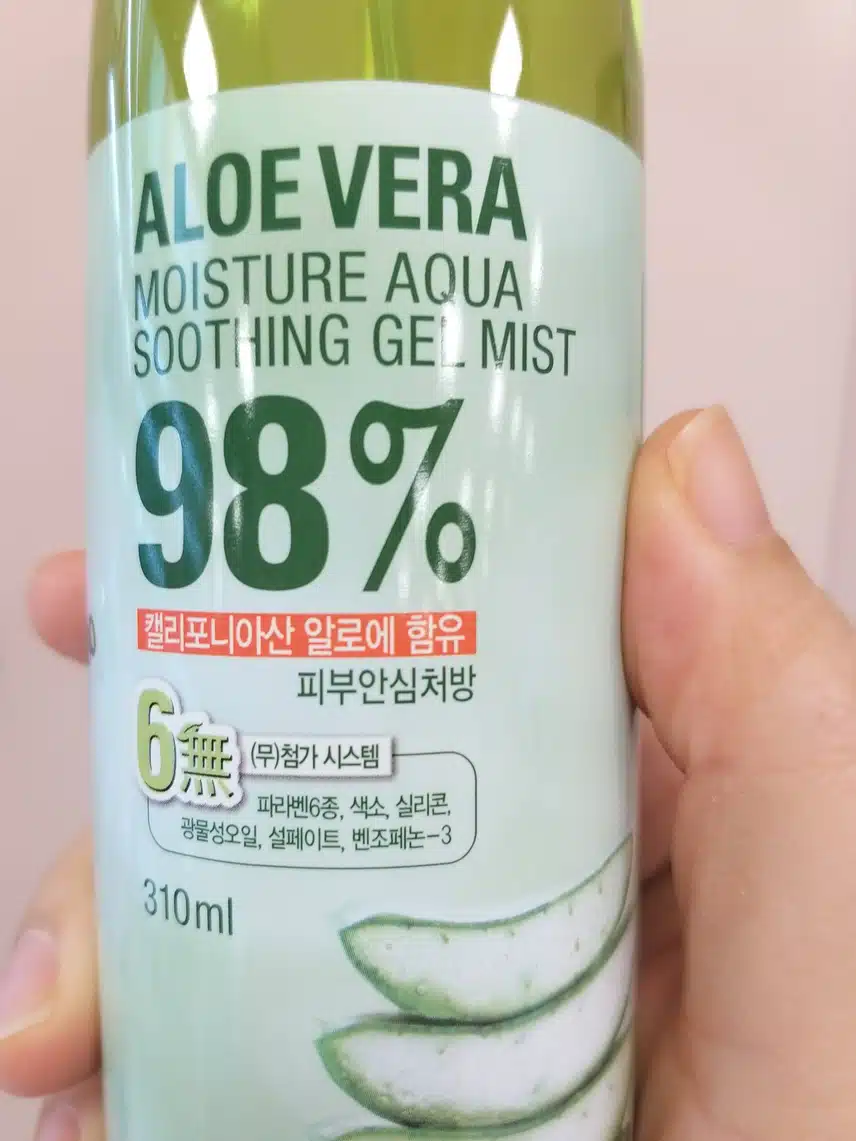 ALOE VERA
MOISTURE AQUA
SOOTHING GEL MIST
98%
캘리포니아산 알로에 함유
피부안심처방
6無 (무)첨가 시스템
파라벤6종, 색소, 실리콘,
광물성오일, 설페이트, 벤조페논-3
310ml